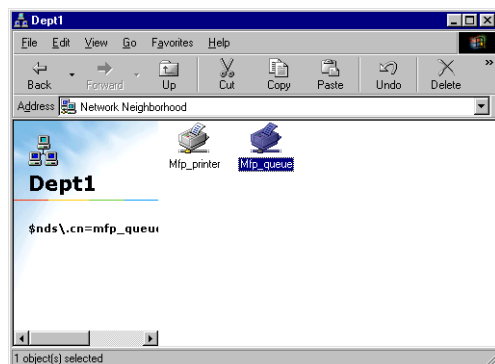 Dept1
File Edit View Go Favorites Help
Back Forward Up Cut Copy Paste Undo Delete »
Address Network Neighborhood
Mfp_printer Mfp_queue
Dept1
$nds\.cn=mfp_queue
1 object(s) selected